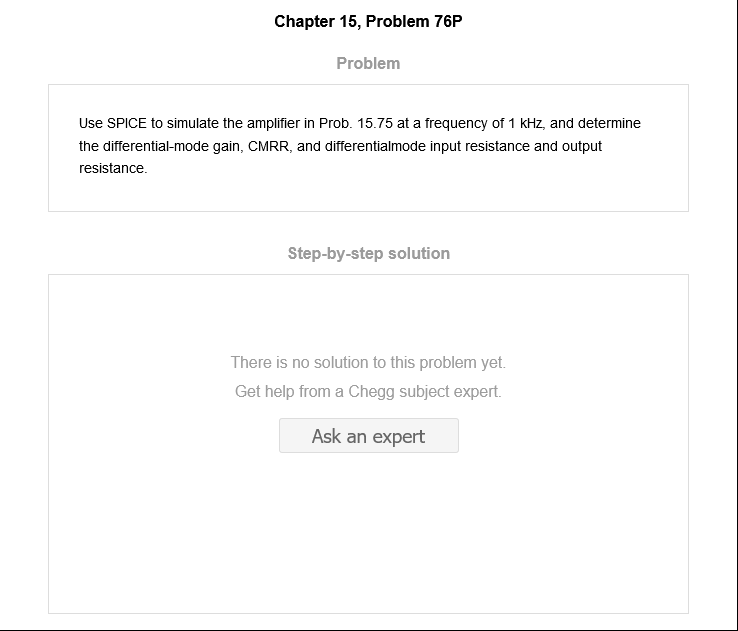 Chapter 15, Problem 76P
Problem
Use SPICE to simulate the amplifier in Prob. 15.75 at a frequency of 1 kHz, and determine
the differential-mode gain, CMRR, and differentialmode input resistance and output
resistance.
Step-by-step solution
There is no solution to this problem yet.
Get help from a Chegg subject expert.
Ask an expert